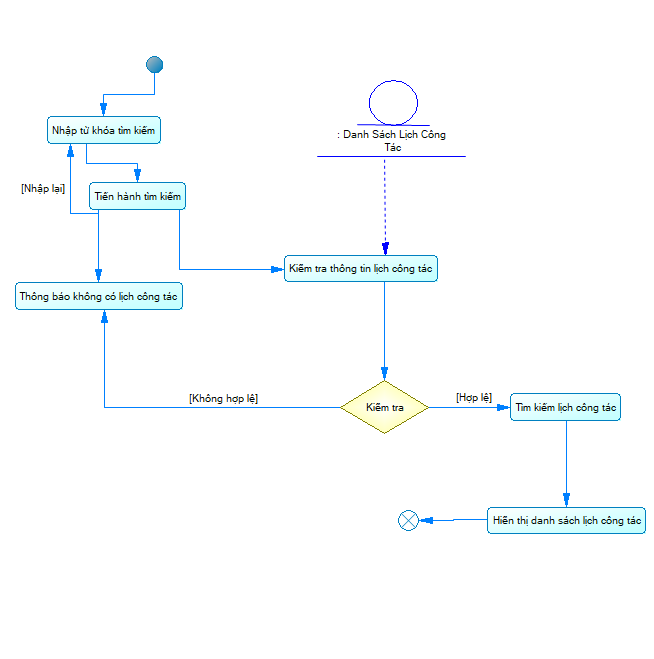 Nhập từ khóa tìm kiếm
: Danh Sách Lịch Công
Tác
[Nhập lại]
Tiến hành tìm kiếm
Kiểm tra thông tin lịch công tác
Thông báo không có lịch công tác
[Không hợp lệ]
Kiểm tra
[Hợp lệ]
Tìm kiếm lịch công tác
Hiển thị danh sách lịch công tác